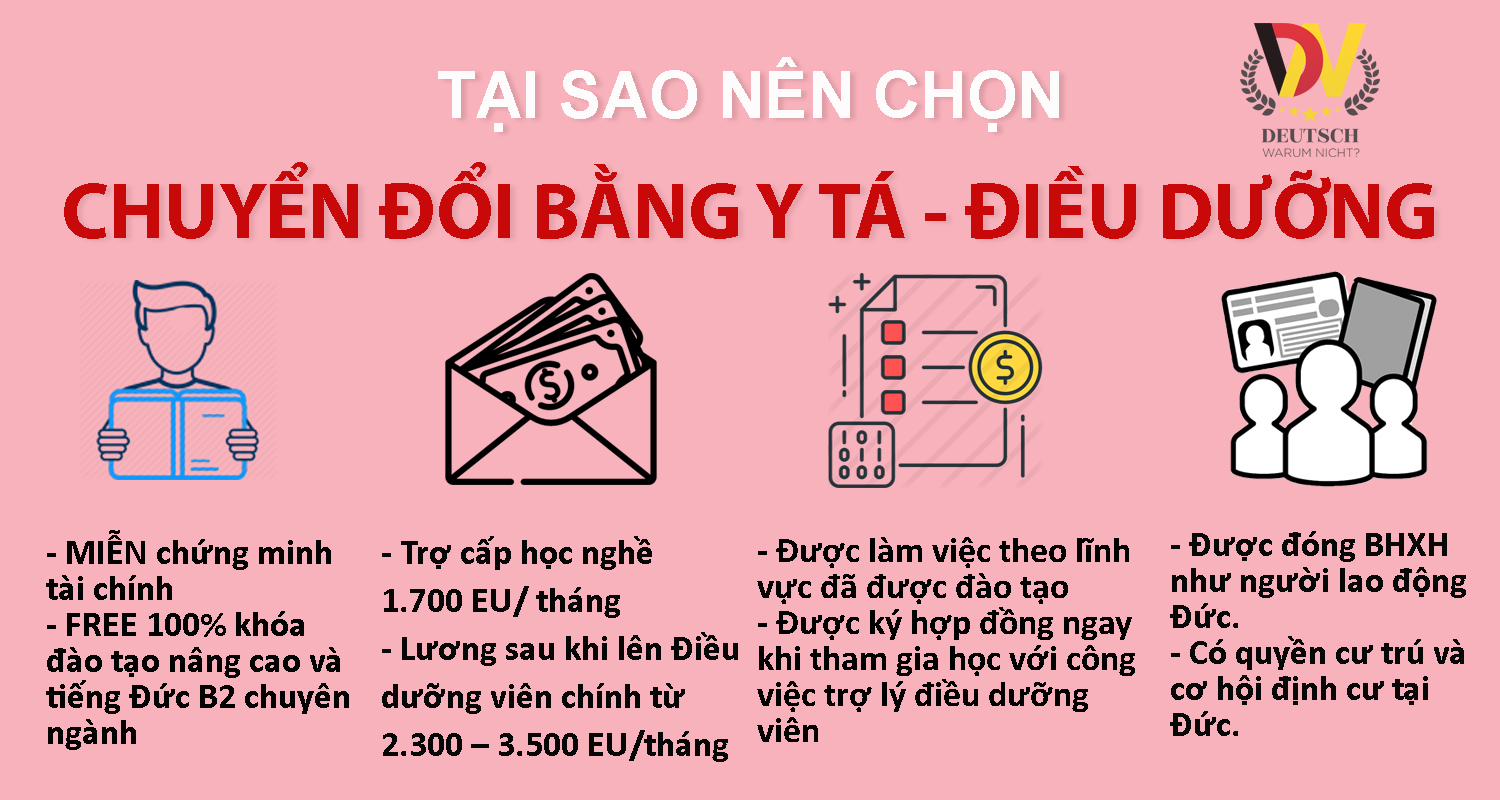 TẠI SAO NÊN CHỌN
DEUTSCH
WARUM NICHT?
CHUYỂN ĐỔI BẰNG Y TÁ - ĐIỀU DƯỠNG
- MIỄN chứng minh
tài chính
- FREE 100% khóa
đào tạo nâng cao và
tiếng Đức B2 chuyên
ngành
- Trợ cấp học nghề
1.700 EU/ tháng
- Lương sau khi lên Điều
dưỡng viên chính từ
2.300 – 3.500 EU/tháng
101
000
000
- Được làm việc theo lĩnh
vực đã được đào tạo
- Được ký hợp đồng ngay
khi tham gia học với công
việc trợ lý điều dưỡng
viên
- Được đóng BHXH
như người lao động
Đức.
- Có quyền cư trú và
cơ hội định cư tại
Đức.